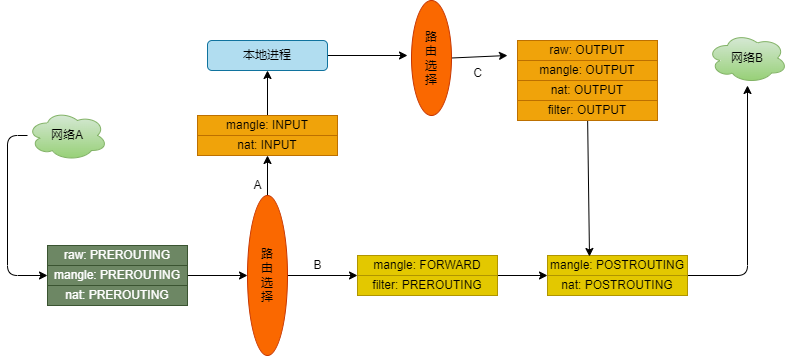 本地进程
路由选择
C
raw: OUTPUT
mangle: OUTPUT
nat: OUTPUT
filter: OUTPUT
网络B
网络A
mangle: INPUT
nat: INPUT
A
raw: PREROUTING
mangle: PREROUTING
nat: PREROUTING
路由选择
B
mangle: FORWARD
filter: PREROUTING
mangle: POSTROUTING
nat: POSTROUTING